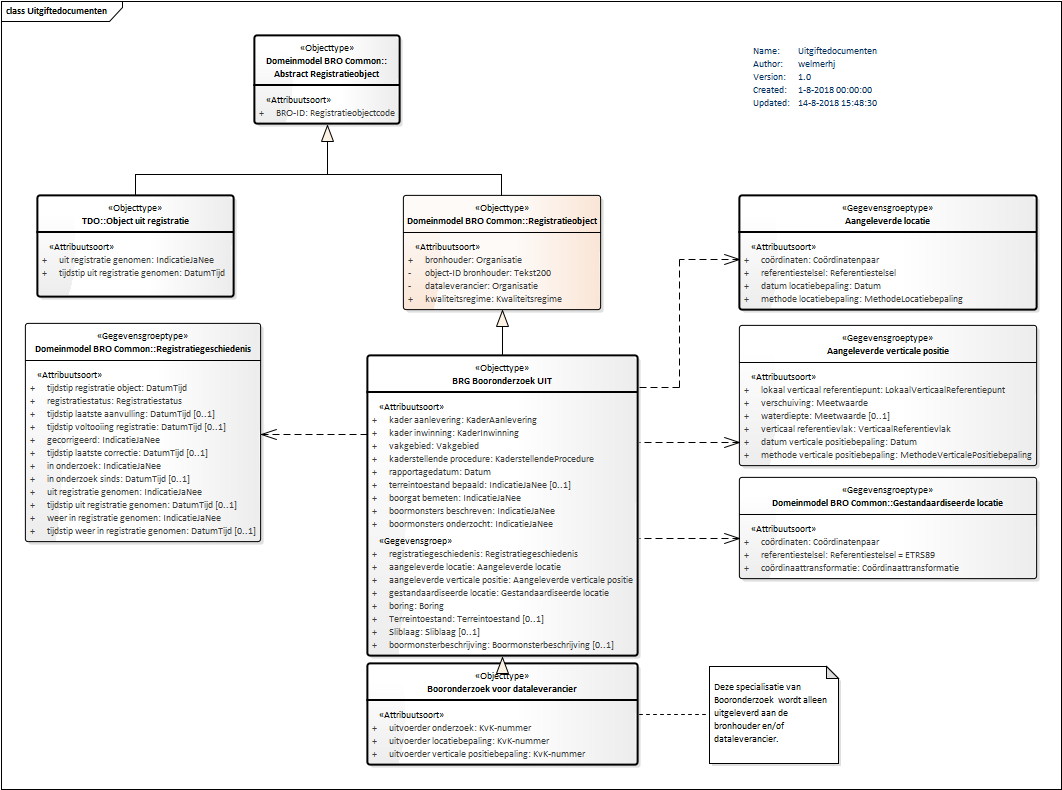 class Uitgiftedocumenten
«Objecttype»
Domeinmodel BRO Common::
Abstract Registratieobject
«Attribuutsoort»
+ BRO-ID: Registratieobjectcode
Name: Uitgiftedocumenten
Author: welmerhj
Version: 1.0
Created: 1-8-2018 00:00:00
Updated: 14-8-2018 15:48:30
«Objecttype»
TDO::Object uit registratie
«Attribuutsoort»
+ uit registratie genomen: IndicatieJaNee
+ tijdstip uit registratie genomen: DatumTijd
«Objecttype»
Domeinmodel BRO Common::Registratieobject
«Attribuutsoort»
+ bronhouder: Organisatie
- object-ID bronhouder: Tekst200
- dataleverancier: Organisatie
+ kwaliteitsregime: Kwaliteitsregime
«Gegevensgroeptype»
Aangeleverde locatie
«Attribuutsoort»
+ coördinaten: Coördinatenpaar
+ referentiestelsel: Referentiestelsel
+ datum locatiebepaling: Datum
+ methode locatiebepaling: MethodeLocatiebepaling
«Gegevensgroeptype»
Domeinmodel BRO Common::Registratiegeschiedenis
«Attribuutsoort»
+ tijdstip registratie object: DatumTijd
+ registratiestatus: Registratiestatus
+ tijdstip laatste aanvulling: DatumTijd [0..1]
+ tijdstip voltooiing registratie: DatumTijd [0..1]
+ gecorrigeerd: IndicatieJaNee
+ tijdstip laatste correctie: DatumTijd [0..1]
+ in onderzoek: IndicatieJaNee
+ in onderzoek sinds: DatumTijd [0..1]
+ uit registratie genomen: IndicatieJaNee
+ tijdstip uit registratie genomen: DatumTijd [0..1]
+ weer in registratie genomen: IndicatieJaNee
+ tijdstip weer in registratie genomen: DatumTijd [0..1]
«Objecttype»
BRG Booronderzoek UIT
«Attribuutsoort»
+ kader aanlevering: KaderAanlevering
+ kader inwinning: KaderInwinning
+ vakgebied: Vakgebied
+ kaderstellende procedure: KaderstellendeProcedure
+ rapportagedatum: Datum
+ terreintoestand bepaald: IndicatieJaNee [0..1]
+ boorgat bemeten: IndicatieJaNee
+ boormonsters beschreven: IndicatieJaNee
+ boormonsters onderzocht: IndicatieJaNee
«Gegevensgroep»
+ registratiegeschiedenis: Registratiegeschiedenis
+ aangeleverde locatie: Aangeleverde locatie
+ aangeleverde verticale positie: Aangeleverde verticale positie
+ gestandaardiseerde locatie: Gestandaardiseerde locatie
+ boring: Boring
+ Terreintoestand: Terreintoestand [0..1]
+ Sliblaag: Sliblaag [0..1]
+ boormonsterbeschrijving: Boormonsterbeschrijving [0..1]
«Gegevensgroeptype»
Aangeleverde verticale positie
«Attribuutsoort»
+ lokaal verticaal referentiepunt: LokaalVerticaalReferentiepunt
+ verschuiving: Meetwaarde
+ waterdiepte: Meetwaarde [0..1]
+ verticaal referentievlak: VerticaalReferentievlak
+ datum verticale positiebepaling: Datum
+ methode verticale positiebepaling: MethodeVerticalePositiebepaling
«Gegevensgroeptype»
Domeinmodel BRO Common::Gestandaardiseerde locatie
«Attribuutsoort»
+ coördinaten: Coördinatenpaar
+ referentiestelsel: Referentiestelsel = ETRS89
+ coördinaattransformatie: Coördinaattransformatie
«Objecttype»
Booronderzoek voor dataleverancier
«Attribuutsoort»
+ uitvoerder onderzoek: KvK-nummer
+ uitvoerder locatiebepaling: KvK-nummer
+ uitvoerder verticale positiebepaling: KvK-nummer
Deze specialisatie van
Booronderzoek wordt alleen
uitgeleverd aan de
bronhouder en/of
dataleverancier.